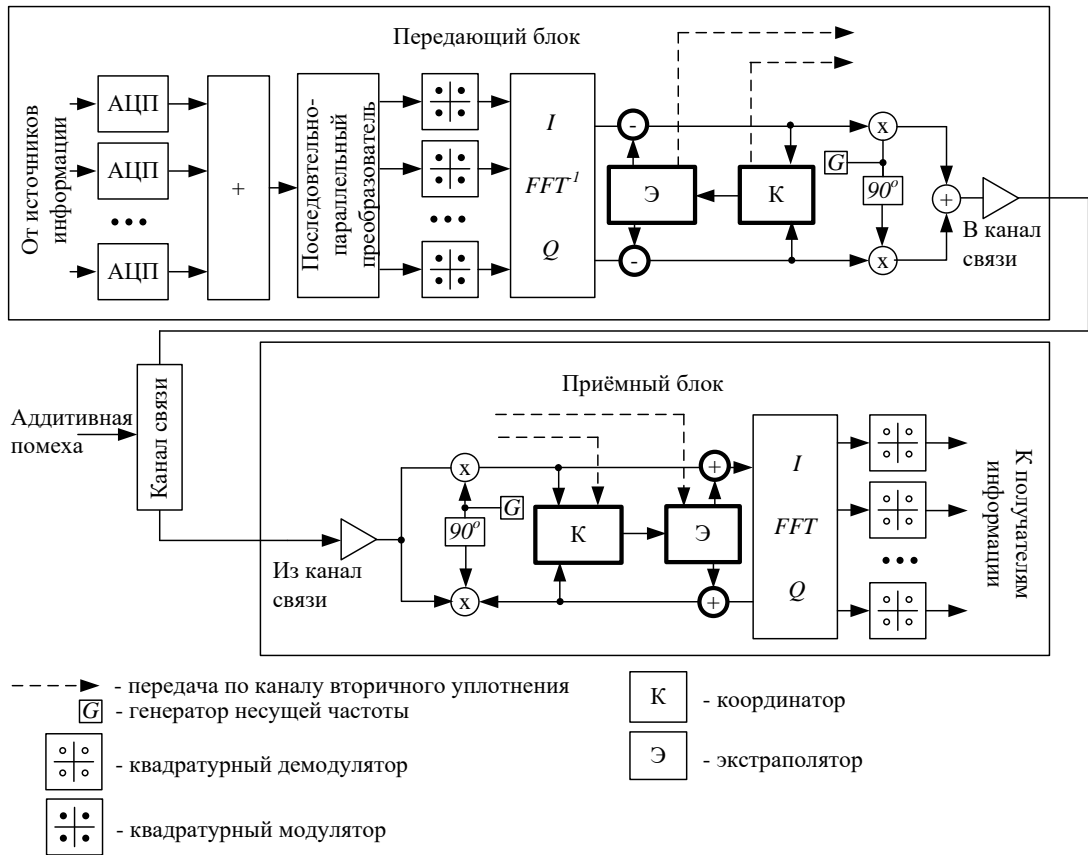 Передающий блок
От источников
информации
АЦП
АЦП
•••
АЦП
+
Последовтельно-
параллельный
преобразователь
•••
I
FFT⁻¹
Q
-
Э
-
К
x
G
90°
x
+
В канал
связи
Аддитивная
помеха
Канал связи
Приёмный блок
Из канал
связи
x
G
90°
x
К
+
Э
+
I
FFT
Q
•••
К получателям
информации
- передача по каналу вторичного уплотнения
G - генератор несущей частоты
- квадратурный демодулятор
- квадратурный модулятор
К - координатор
Э - экстраполятор